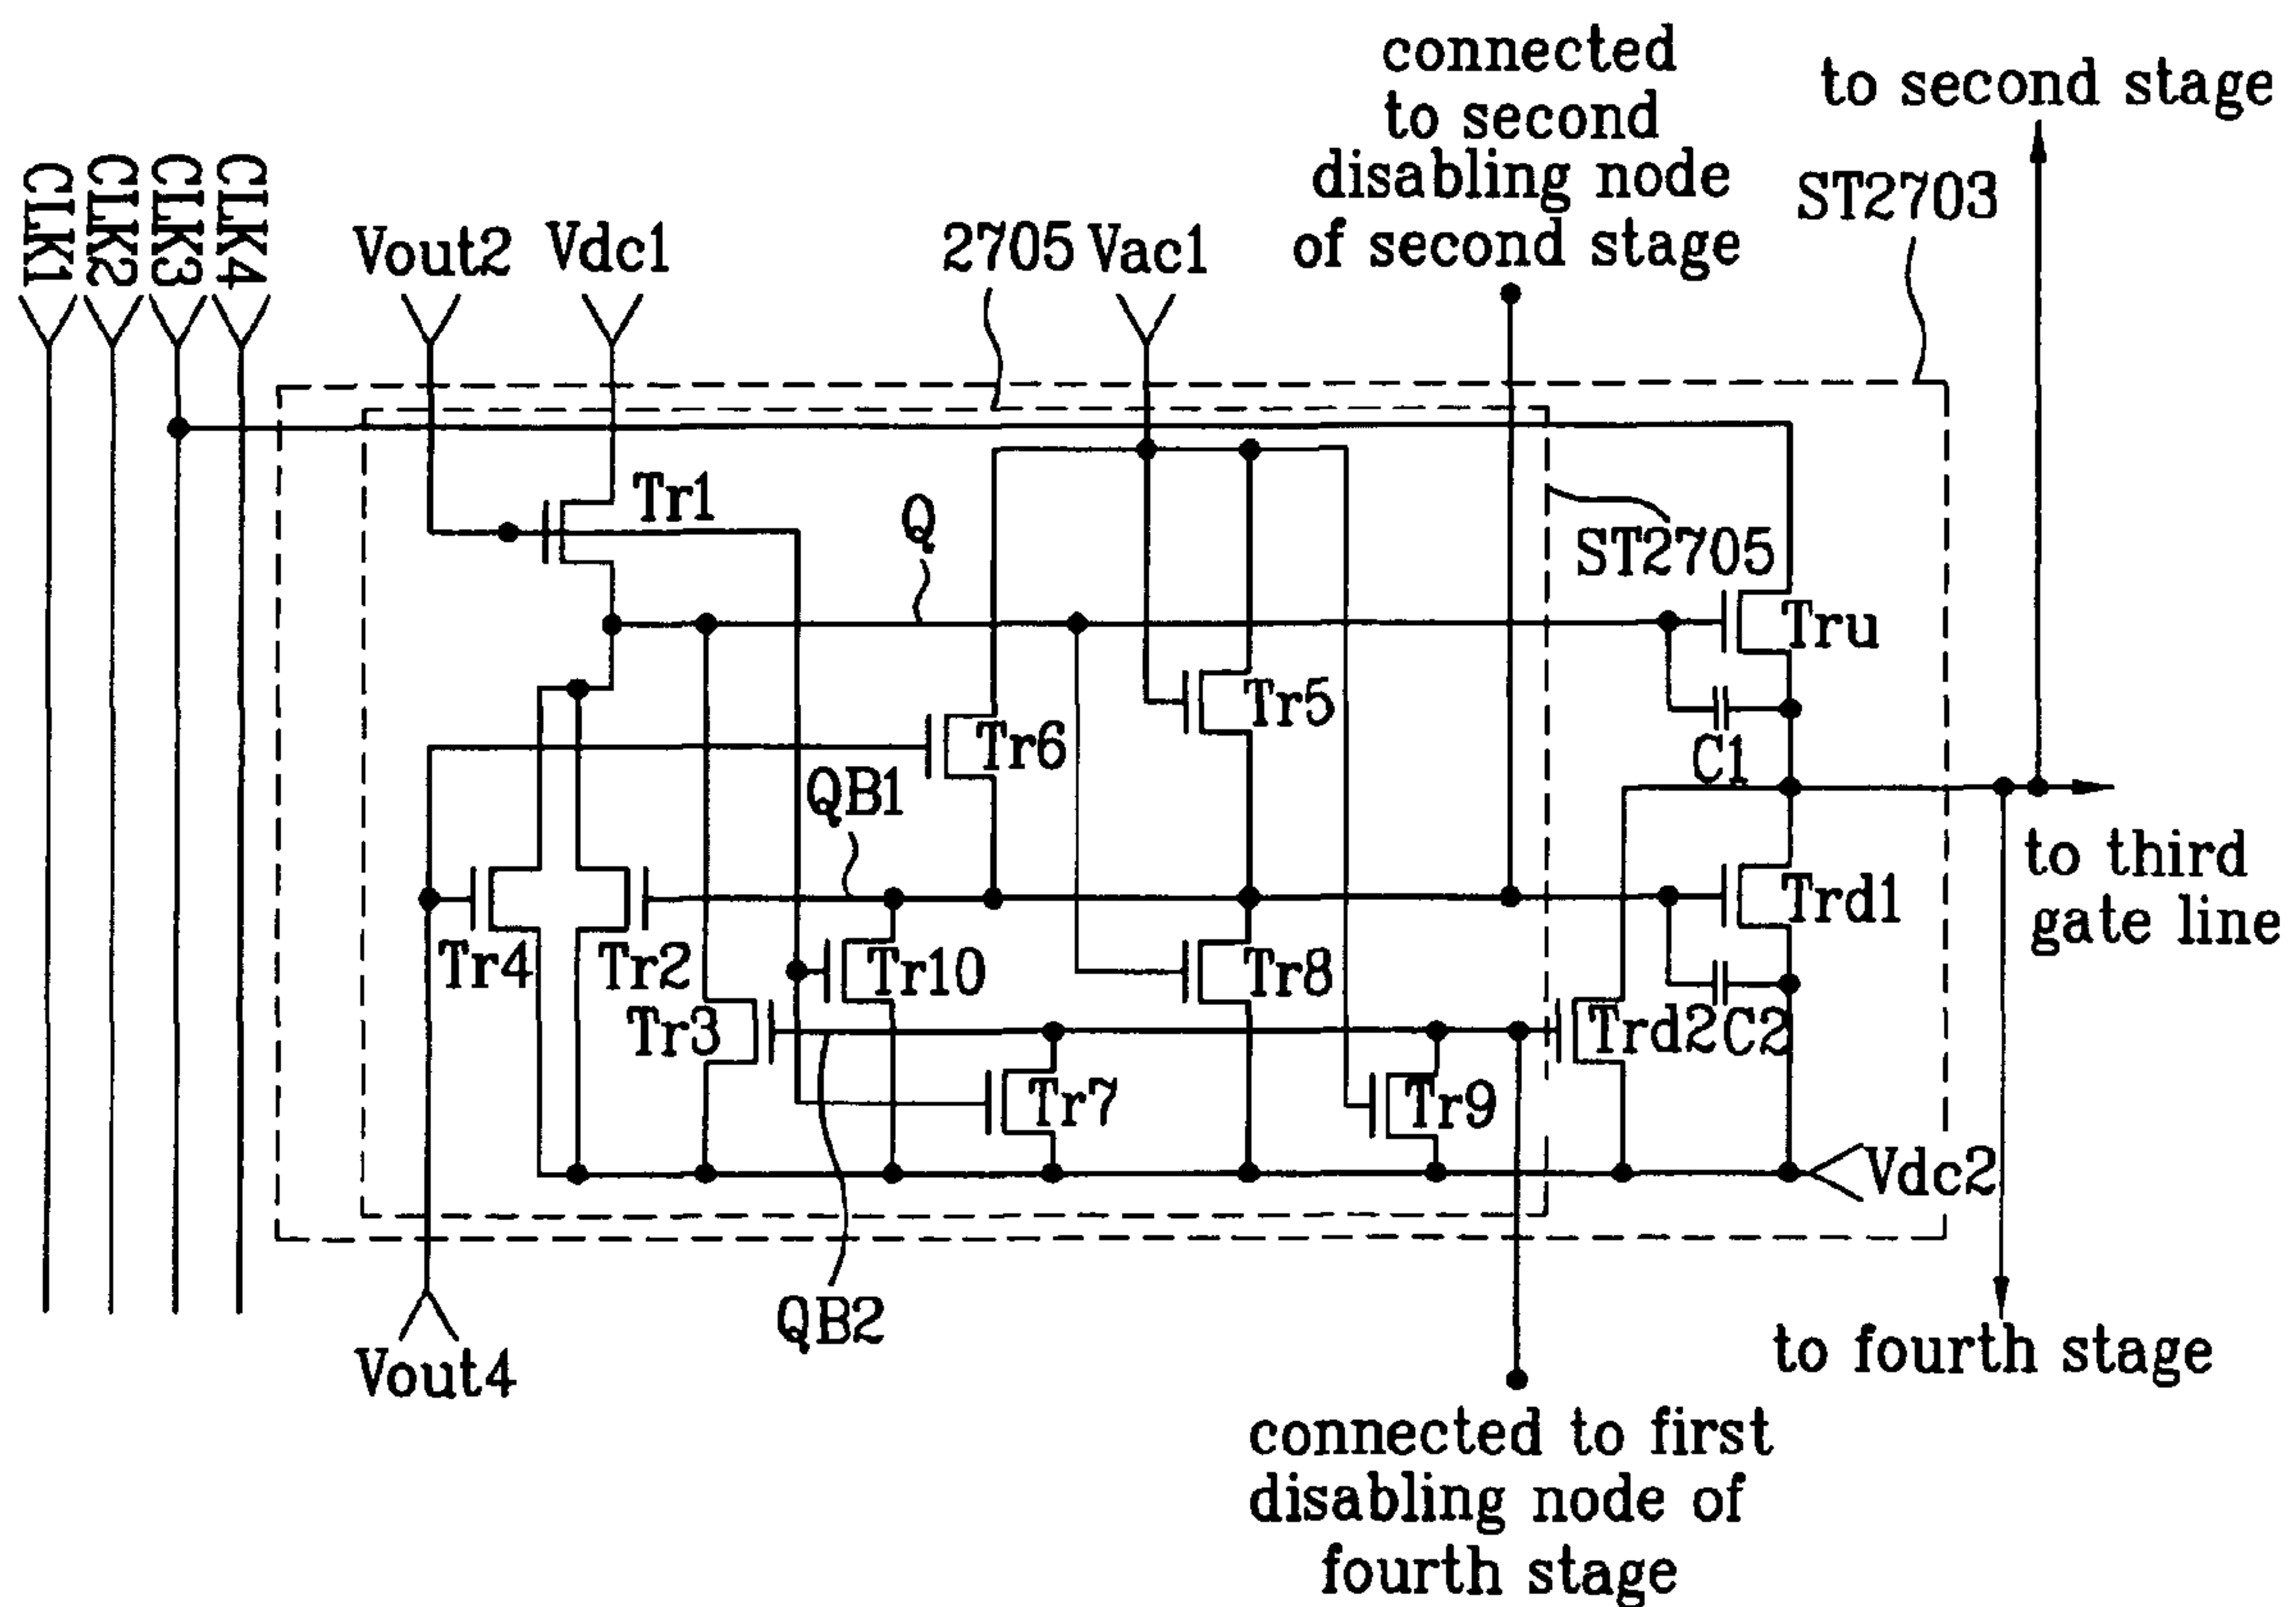 connected
to second
disabling node
of second stage
to second stage
ST2703
CLK1
CLK2
CLK3
CLK4
Vout2
Vdc1
2705
Vac1
Tr1
Q
ST2705
Tru
Tr5
Tr6
C1
QB1
to third
gate line
Trd1
Tr4
Tr2
Tr10
Tr8
Tr3
Trd2
C2
Tr7
Tr9
Vdc2
QB2
Vout4
to fourth stage
connected to first
disabling node of
fourth stage